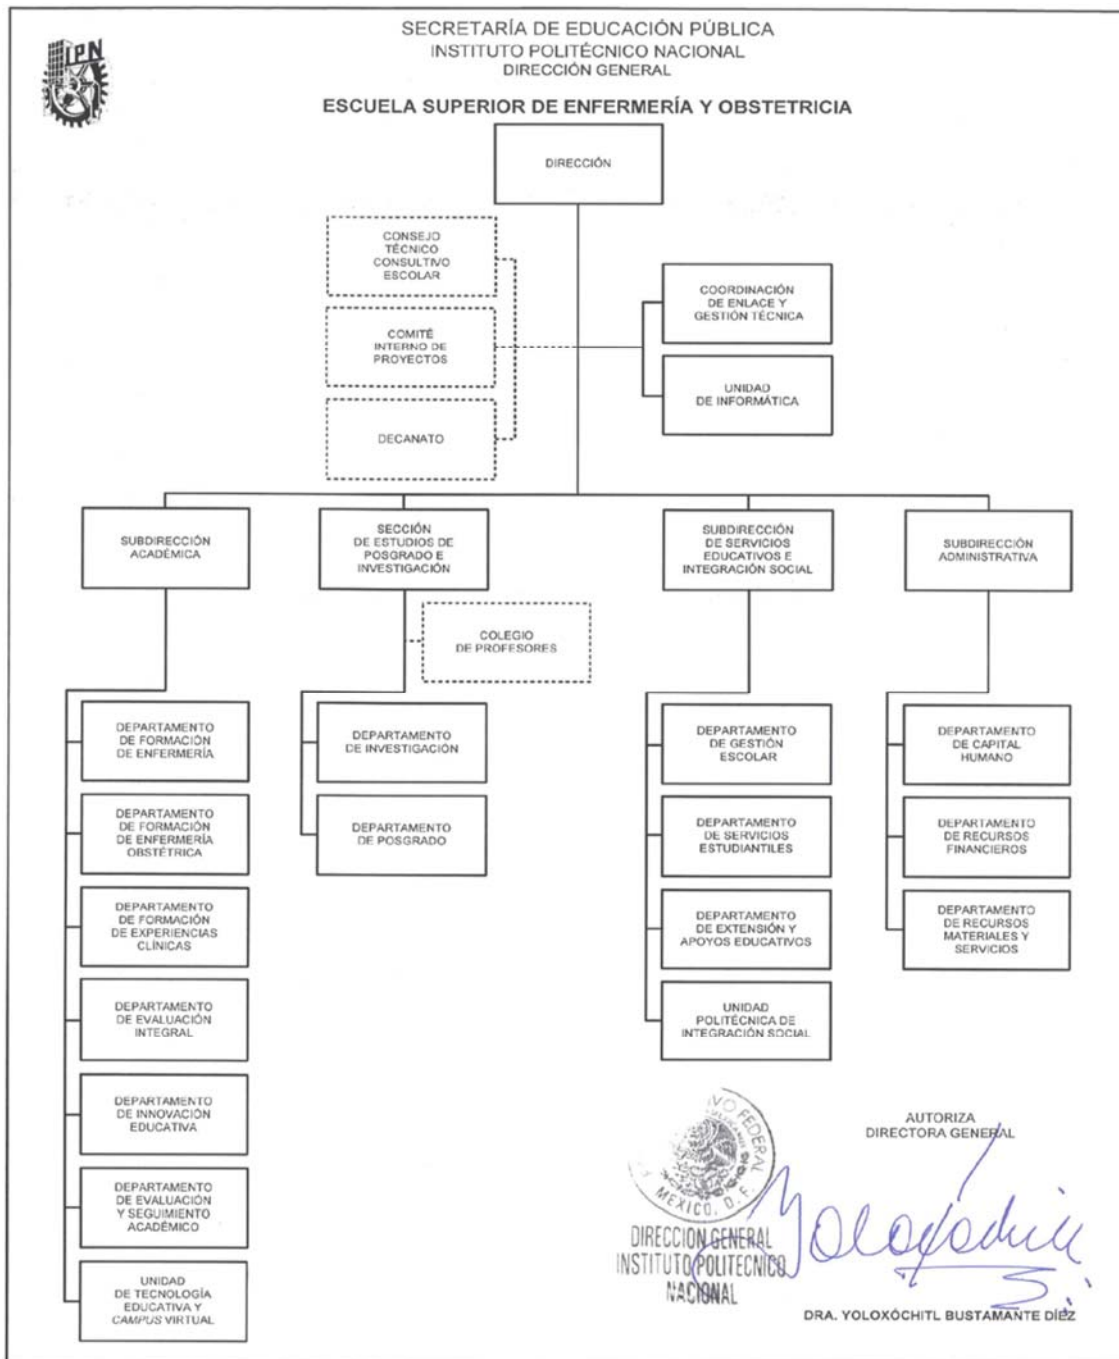 IPN
SECRETARÍA DE EDUCACIÓN PÚBLICA
INSTITUTO POLITÉCNICO NACIONAL
DIRECCIÓN GENERAL
ESCUELA SUPERIOR DE ENFERMERÍA Y OBSTETRICIA
DIRECCIÓN
CONSEJO
TÉCNICO
CONSULTIVO
ESCOLAR
COMITÉ
INTERNO DE
PROYECTOS
DECANATO
COORDINACIÓN
DE ENLACE Y
GESTIÓN TÉCNICA
UNIDAD
DE INFORMÁTICA
SUBDIRECCIÓN
ACADÉMICA
SECCIÓN
DE ESTUDIOS DE
POSGRADO E
INVESTIGACIÓN
SUBDIRECCIÓN
DE SERVICIOS
EDUCATIVOS E
INTEGRACIÓN SOCIAL
SUBDIRECCIÓN
ADMINISTRATIVA
COLEGIO
DE PROFESORES
DEPARTAMENTO
DE FORMACIÓN
DE ENFERMERÍA
DEPARTAMENTO
DE FORMACIÓN
DE ENFERMERÍA
OBSTÉTRICA
DEPARTAMENTO
DE FORMACIÓN
DE EXPERIENCIAS
CLÍNICAS
DEPARTAMENTO
DE EVALUACIÓN
INTEGRAL
DEPARTAMENTO
DE INNOVACIÓN
EDUCATIVA
DEPARTAMENTO
DE EVALUACIÓN
Y SEGUIMIENTO
ACADÉMICO
UNIDAD
DE TECNOLOGÍA
EDUCATIVA Y
CAMPUS VIRTUAL
DEPARTAMENTO
DE INVESTIGACIÓN
DEPARTAMENTO
DE POSGRADO
DEPARTAMENTO
DE GESTIÓN
ESCOLAR
DEPARTAMENTO
DE SERVICIOS
ESTUDIANTILES
DEPARTAMENTO
DE EXTENSIÓN Y
APOYOS EDUCATIVOS
UNIDAD
POLITÉCNICA DE
INTEGRACIÓN SOCIAL
DEPARTAMENTO
DE CAPITAL
HUMANO
DEPARTAMENTO
DE RECURSOS
FINANCIEROS
DEPARTAMENTO
DE RECURSOS
MATERIALES Y
SERVICIOS
FEDERAL
MÉXICO, D. F.
DIRECCION GENERAL
INSTITUTO POLITECNICO
NACIONAL
AUTORIZA
DIRECTORA GENERAL
DRA. YOLOXÓCHITL BUSTAMANTE DÍEZ